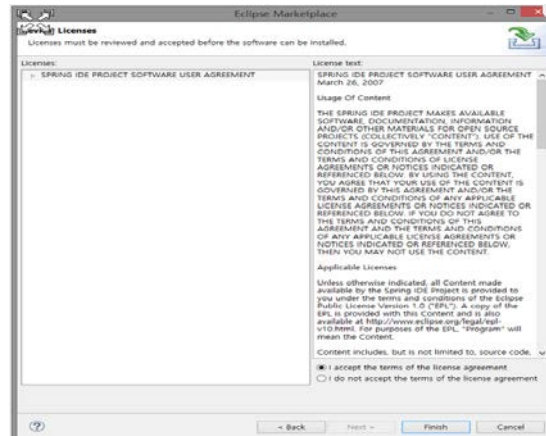 Eclipse Marketplace
Licenses
Licenses must be reviewed and accepted before the software can be installed.
Licenses:
SPRING IDE PROJECT SOFTWARE USER AGREEMENT
License text:
SPRING IDE PROJECT SOFTWARE USER AGREEMENT
March 26, 2007
Usage Of Content
THE SPRING IDE PROJECT MAKES AVAILABLE
SOFTWARE, DOCUMENTATION, INFORMATION
AND/OR OTHER MATERIALS FOR OPEN SOURCE
PROJECTS (COLLECTIVELY "CONTENT"). USE OF THE
CONTENT IS GOVERNED BY THE TERMS AND
CONDITIONS OF THIS AGREEMENT AND/OR THE
TERMS AND CONDITIONS OF LICENSE
AGREEMENTS OR NOTICES INDICATED OR
REFERENCED BELOW. BY USING THE CONTENT,
YOU AGREE THAT YOUR USE OF THE CONTENT IS
GOVERNED BY THIS AGREEMENT AND/OR THE
TERMS AND CONDITIONS OF ANY APPLICABLE
LICENSE AGREEMENTS OR NOTICES INDICATED OR
REFERENCED BELOW. IF YOU DO NOT AGREE TO
THE TERMS AND CONDITIONS OF THIS
AGREEMENT AND THE TERMS AND CONDITIONS
OF ANY APPLICABLE LICENSE AGREEMENTS OR
NOTICES INDICATED OR REFERENCED BELOW,
THEN YOU MAY NOT USE THE CONTENT.
Applicable Licenses
Unless otherwise indicated, all Content made
available by the Spring IDE Project is provided to
you under the terms and conditions of the Eclipse
Public License Version 1.0 ("EPL"). A copy of the
EPL is provided with this Content and is also
available at http://www.eclipse.org/legal/epl-
v10.html. For purposes of the EPL, "Program" will
mean the Content.
Content includes, but is not limited to, source code,
I accept the terms of the license agreement
I do not accept the terms of the license agreement
< Back
Next >
Finish
Cancel